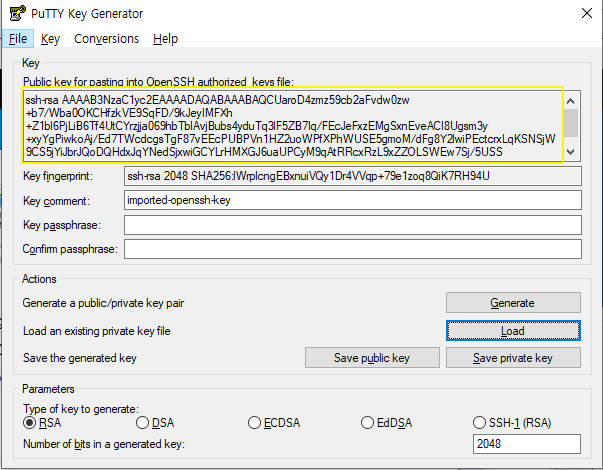 PuTTY Key Generator
File Key Conversions Help
Key
Public key for pasting into OpenSSH authorized_keys file:
ssh-rsa AAAAB3NzaC1yc2EAAAADAQABAAABAQCUaroD4zmz59cb2aFvdw0zw
+b7/Wba0OKCHfzkVE9SqFD/9kJeyIMFXh
+Z1bI6PjLiB6Tf4UtCYrzjja069hbTblAvjBubs4yduTq3IF5ZB7Iq/FEcJeFxzEMgSxnEveACI8Ugsm3y
+xyYgPiwkoAj/Ed7TWcdcgsTgF87vEEcPUBPVn1HZ2uoWPfXPhWUSE5gmoM/dFg8Y2lwiPEctcrxLqKSNSjW
9CS5jYiJbrJQoDQHdxJqYNedSjxwiGCYLrHMXGJ6uaUPCyM9qAtRRcxRzL9xZZOLSWEw7Sj/5USS
Key fingerprint: ssh-rsa 2048 SHA256:IWrplcngEBxnuiVQy1Dr4VVqp+79e1zoq8QiK7RH94U
Key comment: imported-openssh-key
Key passphrase:
Confirm passphrase:
Actions
Generate a public/private key pair Generate
Load an existing private key file Load
Save the generated key Save public key Save private key
Parameters
Type of key to generate:
RSA DSA ECDSA EdDSA SSH-1 (RSA)
Number of bits in a generated key: 2048